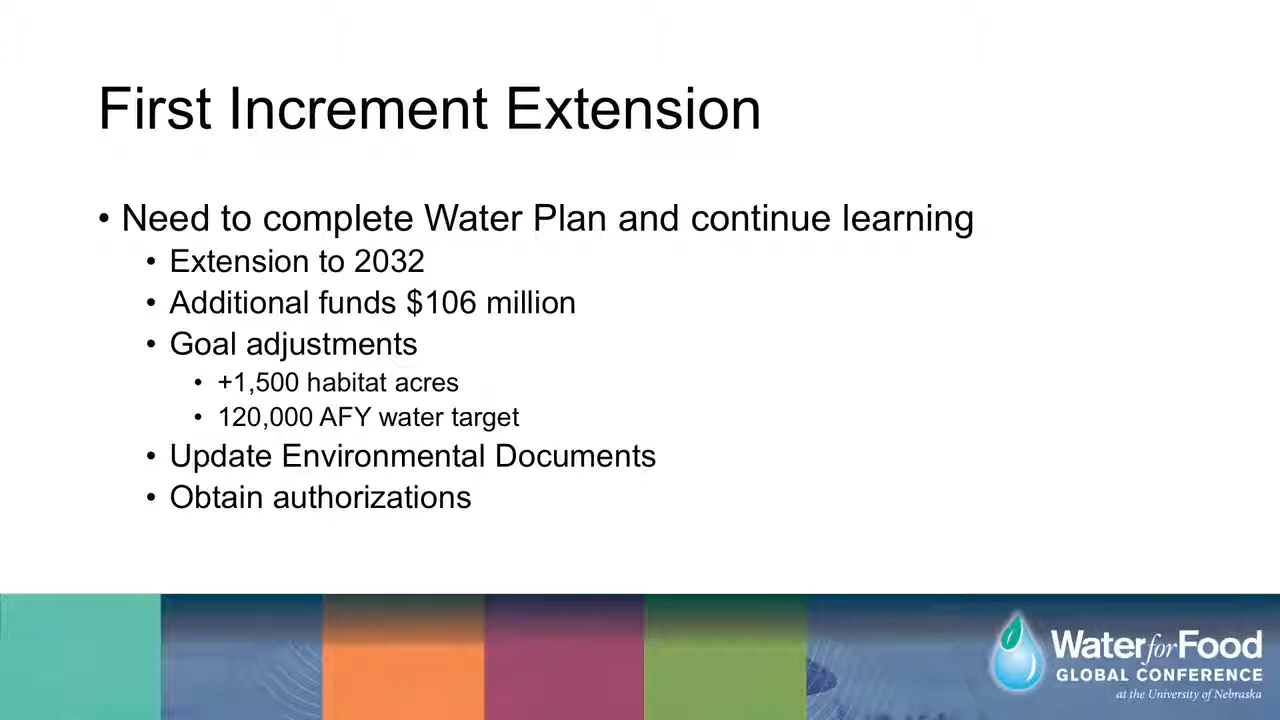 First Increment Extension
• Need to complete Water Plan and continue learning
• Extension to 2032
• Additional funds $106 million
• Goal adjustments
• +1,500 habitat acres
• 120,000 AFY water target
• Update Environmental Documents
• Obtain authorizations
Water for Food
GLOBAL CONFERENCE
at the University of Nebraska